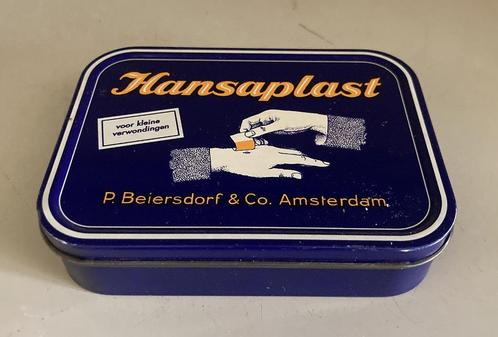 Hansaplast
voor kleine
verwondingen
P. Beiersdorf & Co. Amsterdam.